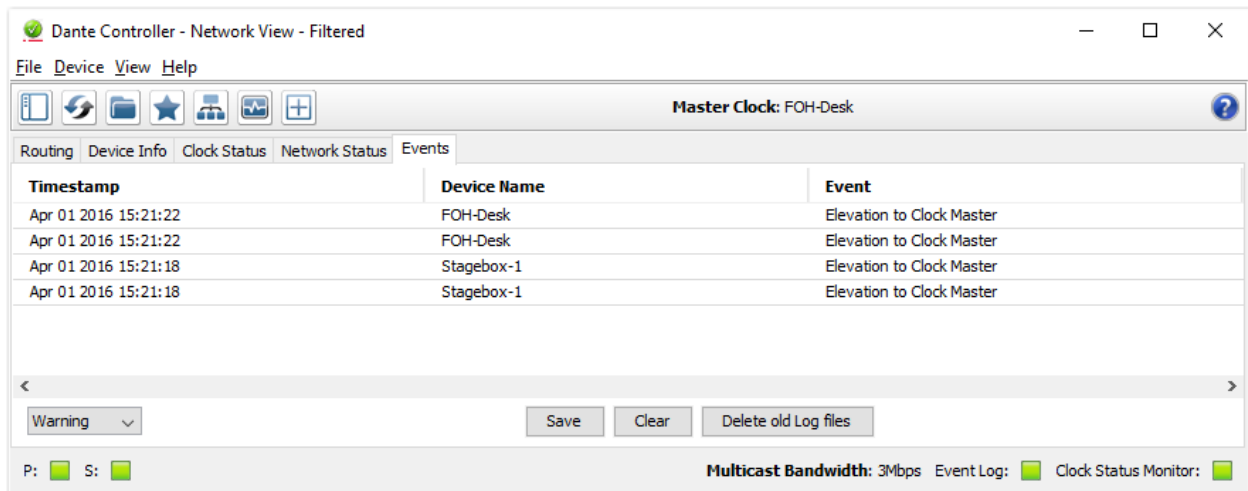 Dante Controller - Network View - Filtered
File Device View Help
Master Clock: FOH-Desk
Routing Device Info Clock Status Network Status Events
Timestamp Device Name Event
Apr 01 2016 15:21:22 FOH-Desk Elevation to Clock Master
Apr 01 2016 15:21:22 FOH-Desk Elevation to Clock Master
Apr 01 2016 15:21:18 Stagebox-1 Elevation to Clock Master
Apr 01 2016 15:21:18 Stagebox-1 Elevation to Clock Master
Warning Save Clear Delete old Log files
P: S: Multicast Bandwidth: 3Mbps Event Log: Clock Status Monitor: